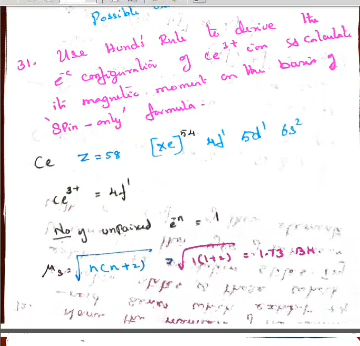 Possible
31. Use Hund's Rule to derive the
e⁻c configuration of Ce³⁺ ion & calculate
its magnetic moment on the basis of
'Spin-only' formula.
Ce Z=58 [Xe]⁵⁴ 4f¹ 5d¹ 6s²
Ce³⁺ = 4f¹
No of unpaired e̅n = 1
μs = √n(n+2) = √1(1+2) = 1.73 BM.